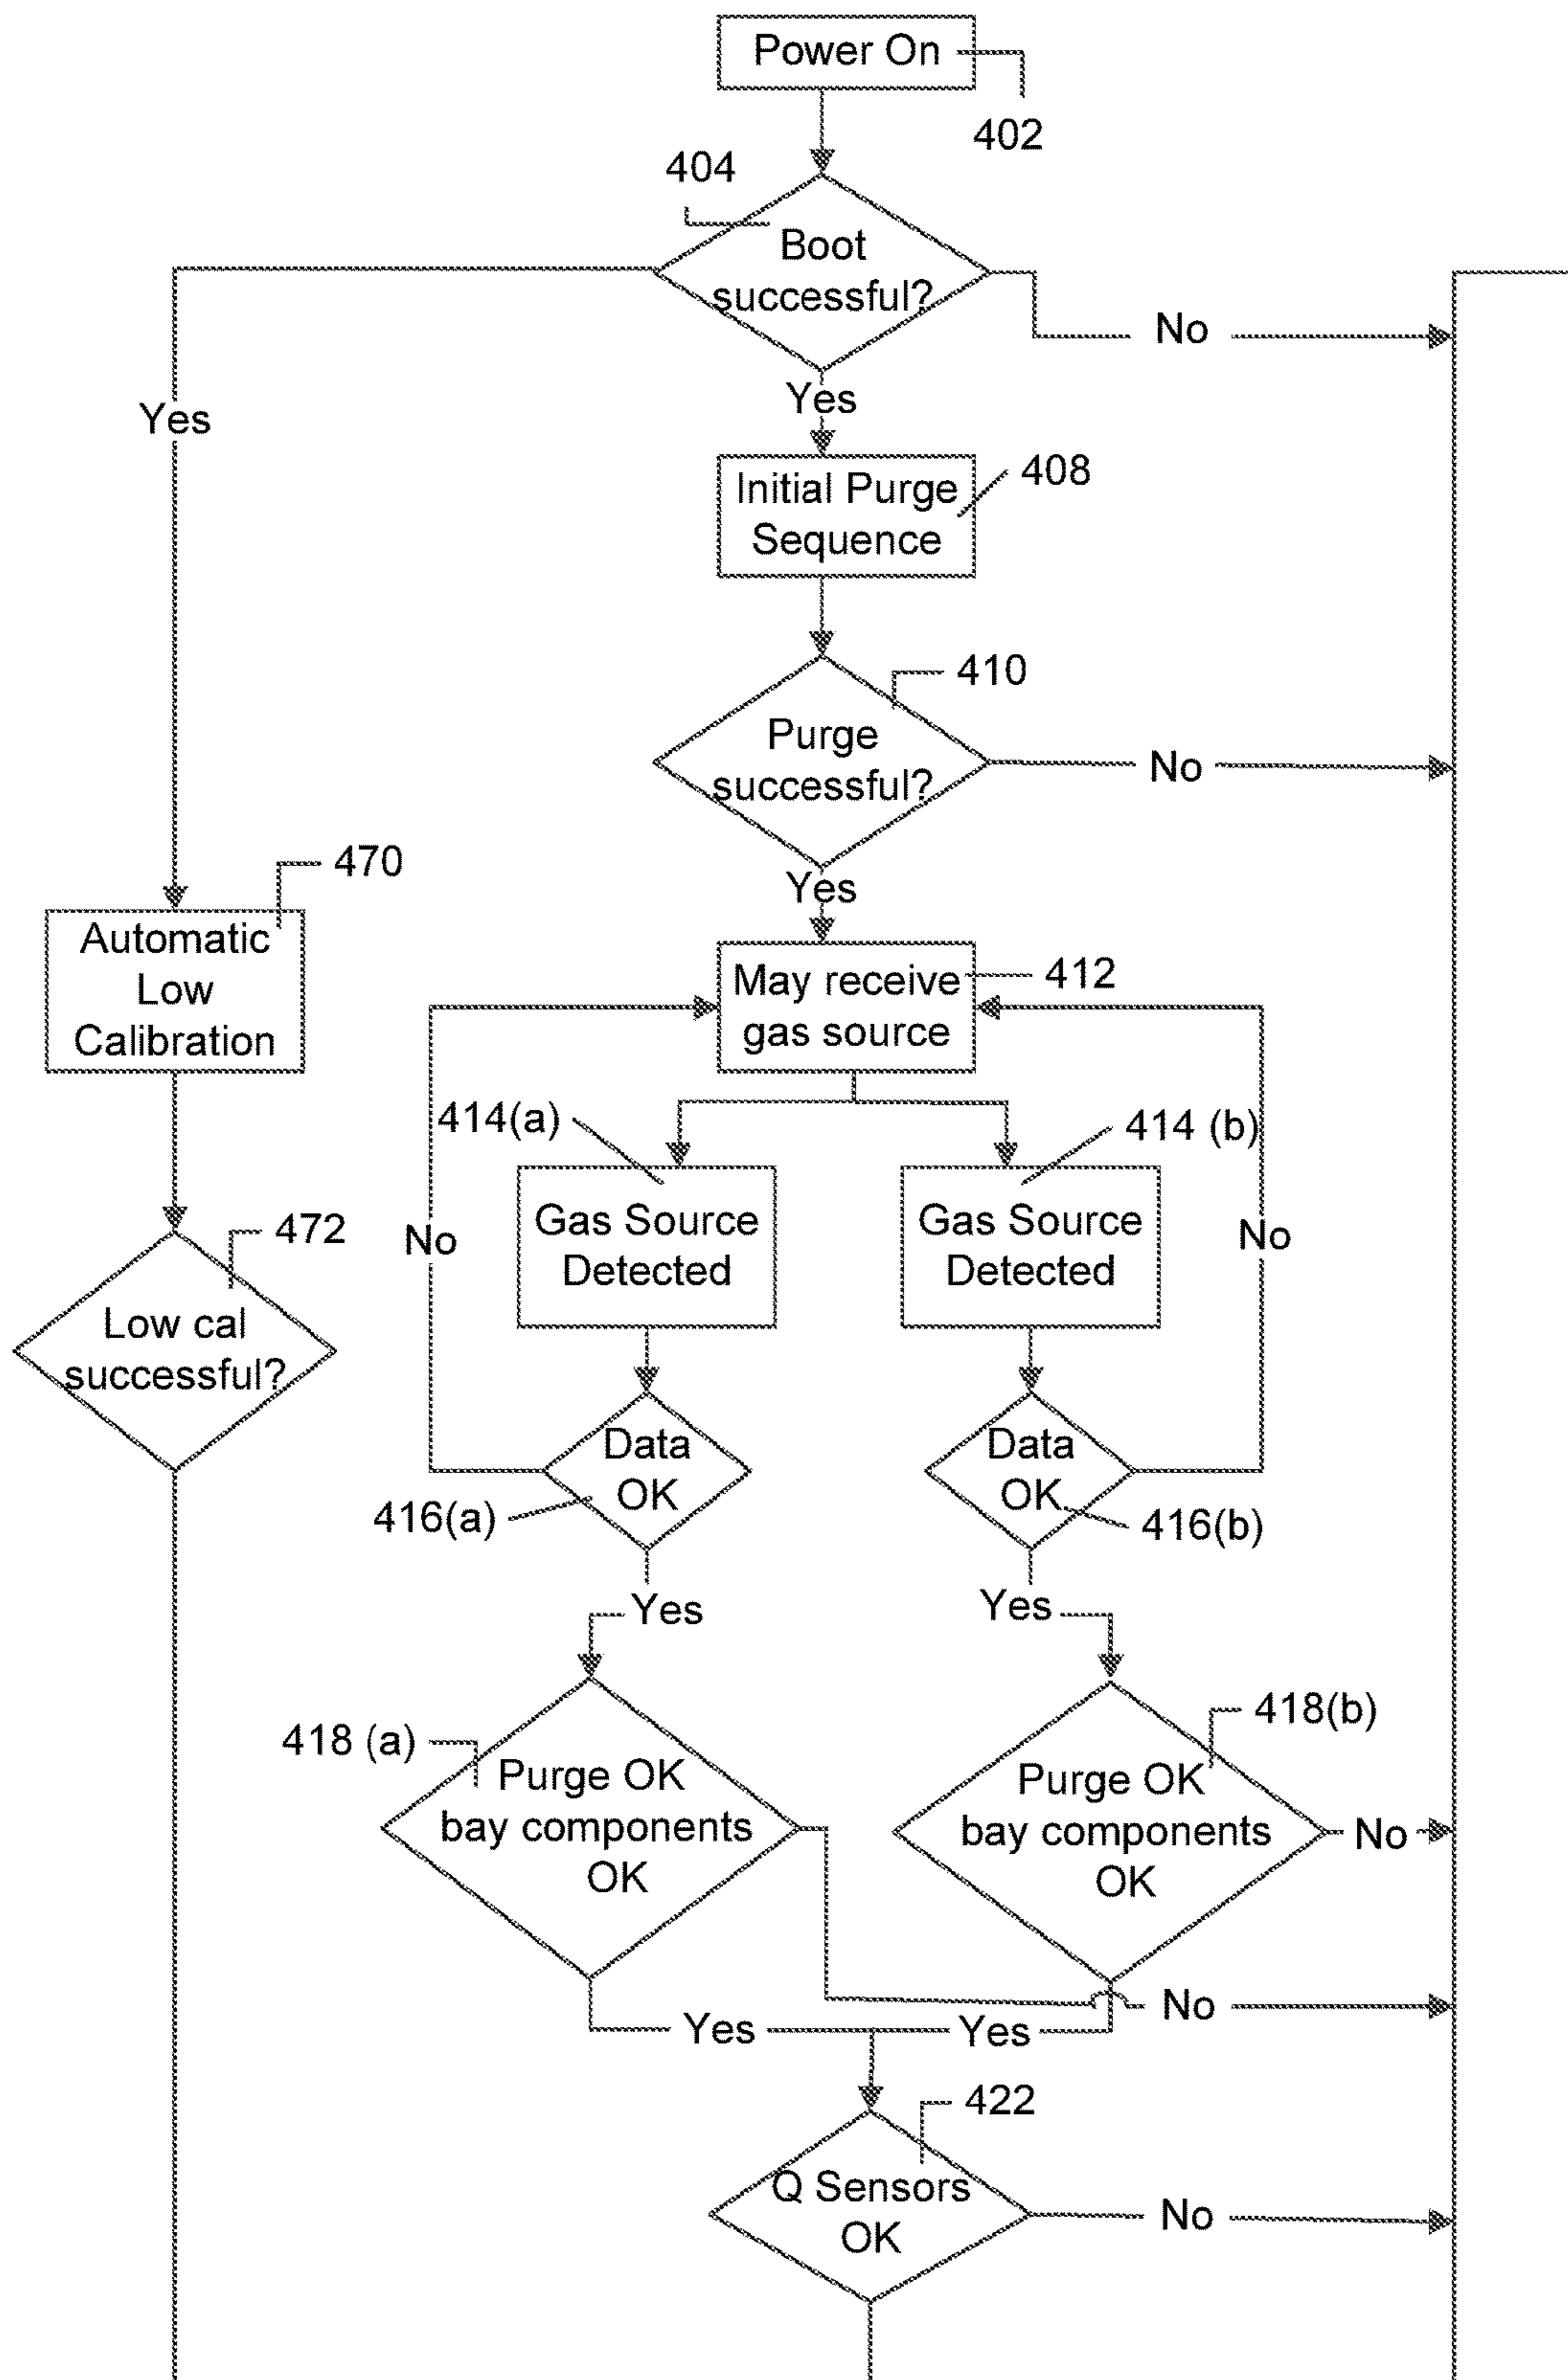 Power On
402
404
Boot
successful?
No
Yes
Yes
Initial Purge
Sequence
408
410
Purge
successful?
No
Yes
470
Automatic
Low
Calibration
May receive
gas source
412
414(a)
414 (b)
Gas Source
Detected
Gas Source
Detected
No
No
472
Low cal
successful?
Data
OK
Data
OK
416(a)
416(b)
Yes
Yes
418 (a)
418(b)
Purge OK
bay components
OK
Purge OK
bay components
OK
No
No
Yes
Yes
422
Q Sensors
OK
No